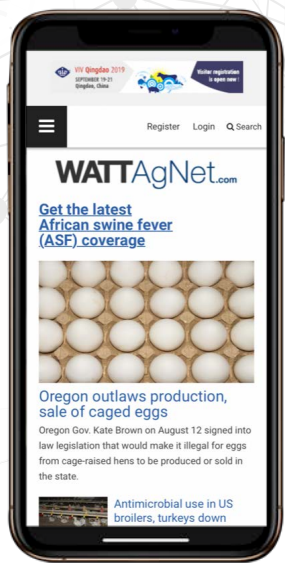 VIV Qingdao 2019
SEPTEMBER 19-21
Qingdao, China
Visitor registration
is open now!
Register Login Search
WATTAgNet.com
Get the latest
African swine fever
(ASF) coverage
Oregon outlaws production,
sale of caged eggs
Oregon Gov. Kate Brown on August 12 signed into
law legislation that would make it illegal for eggs
from cage-raised hens to be produced or sold in
the state.
Antimicrobial use in US
broilers, turkeys down